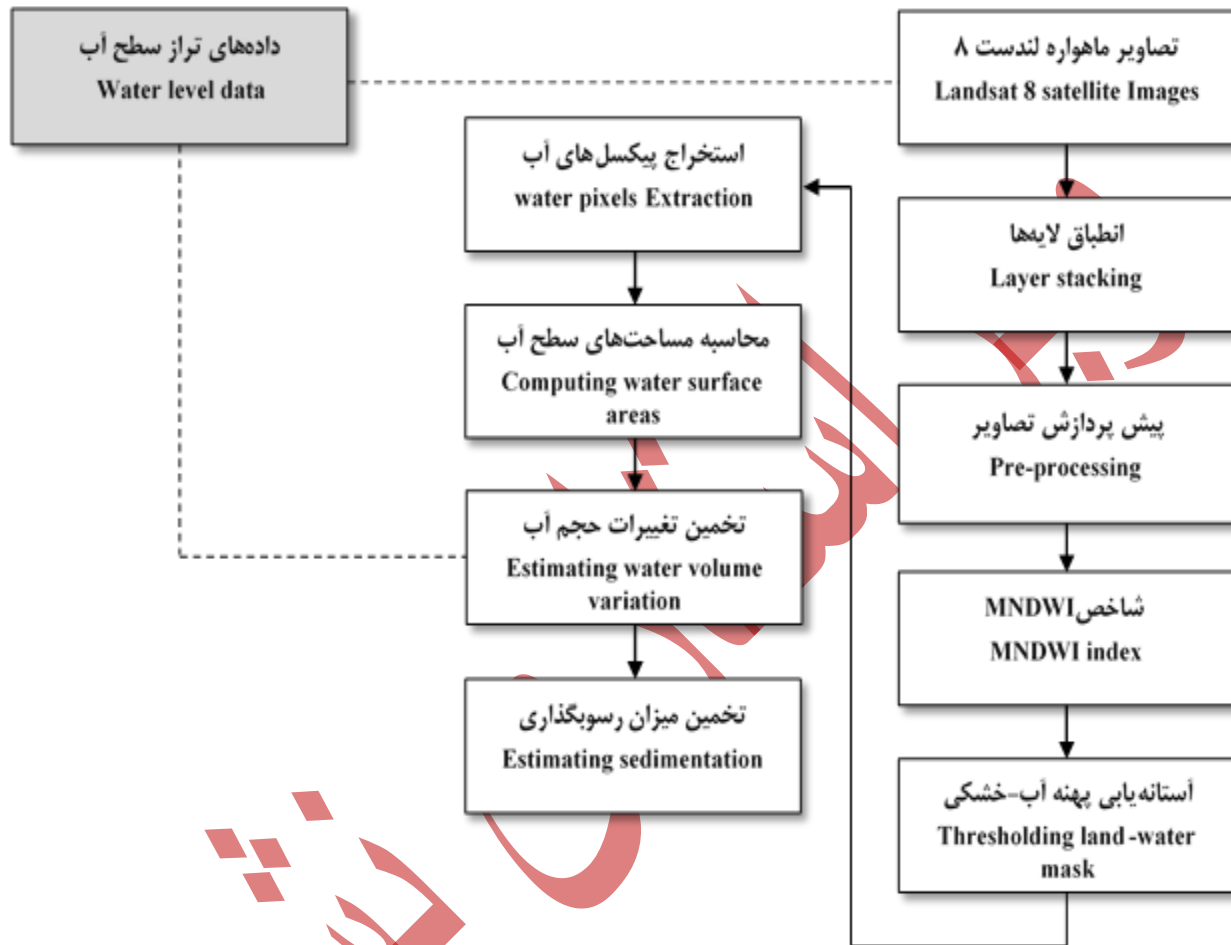 داده‌های تراز سطح آب
Water level data
تصاویر ماهواره لندست ۸
Landsat 8 satellite Images
انطباق لایه‌ها
Layer stacking
پیش پردازش تصاویر
Pre-processing
شاخص MNDWI
MNDWI index
آستانه‌یابی پهنه آب-خشکی
Thresholding land -water
mask
استخراج پیکسل‌های آب
water pixels Extraction
محاسبه مساحت‌های سطح آب
Computing water surface
areas
تخمین تغییرات حجم آب
Estimating water volume
variation
تخمین میزان رسوبگذاری
Estimating sedimentation